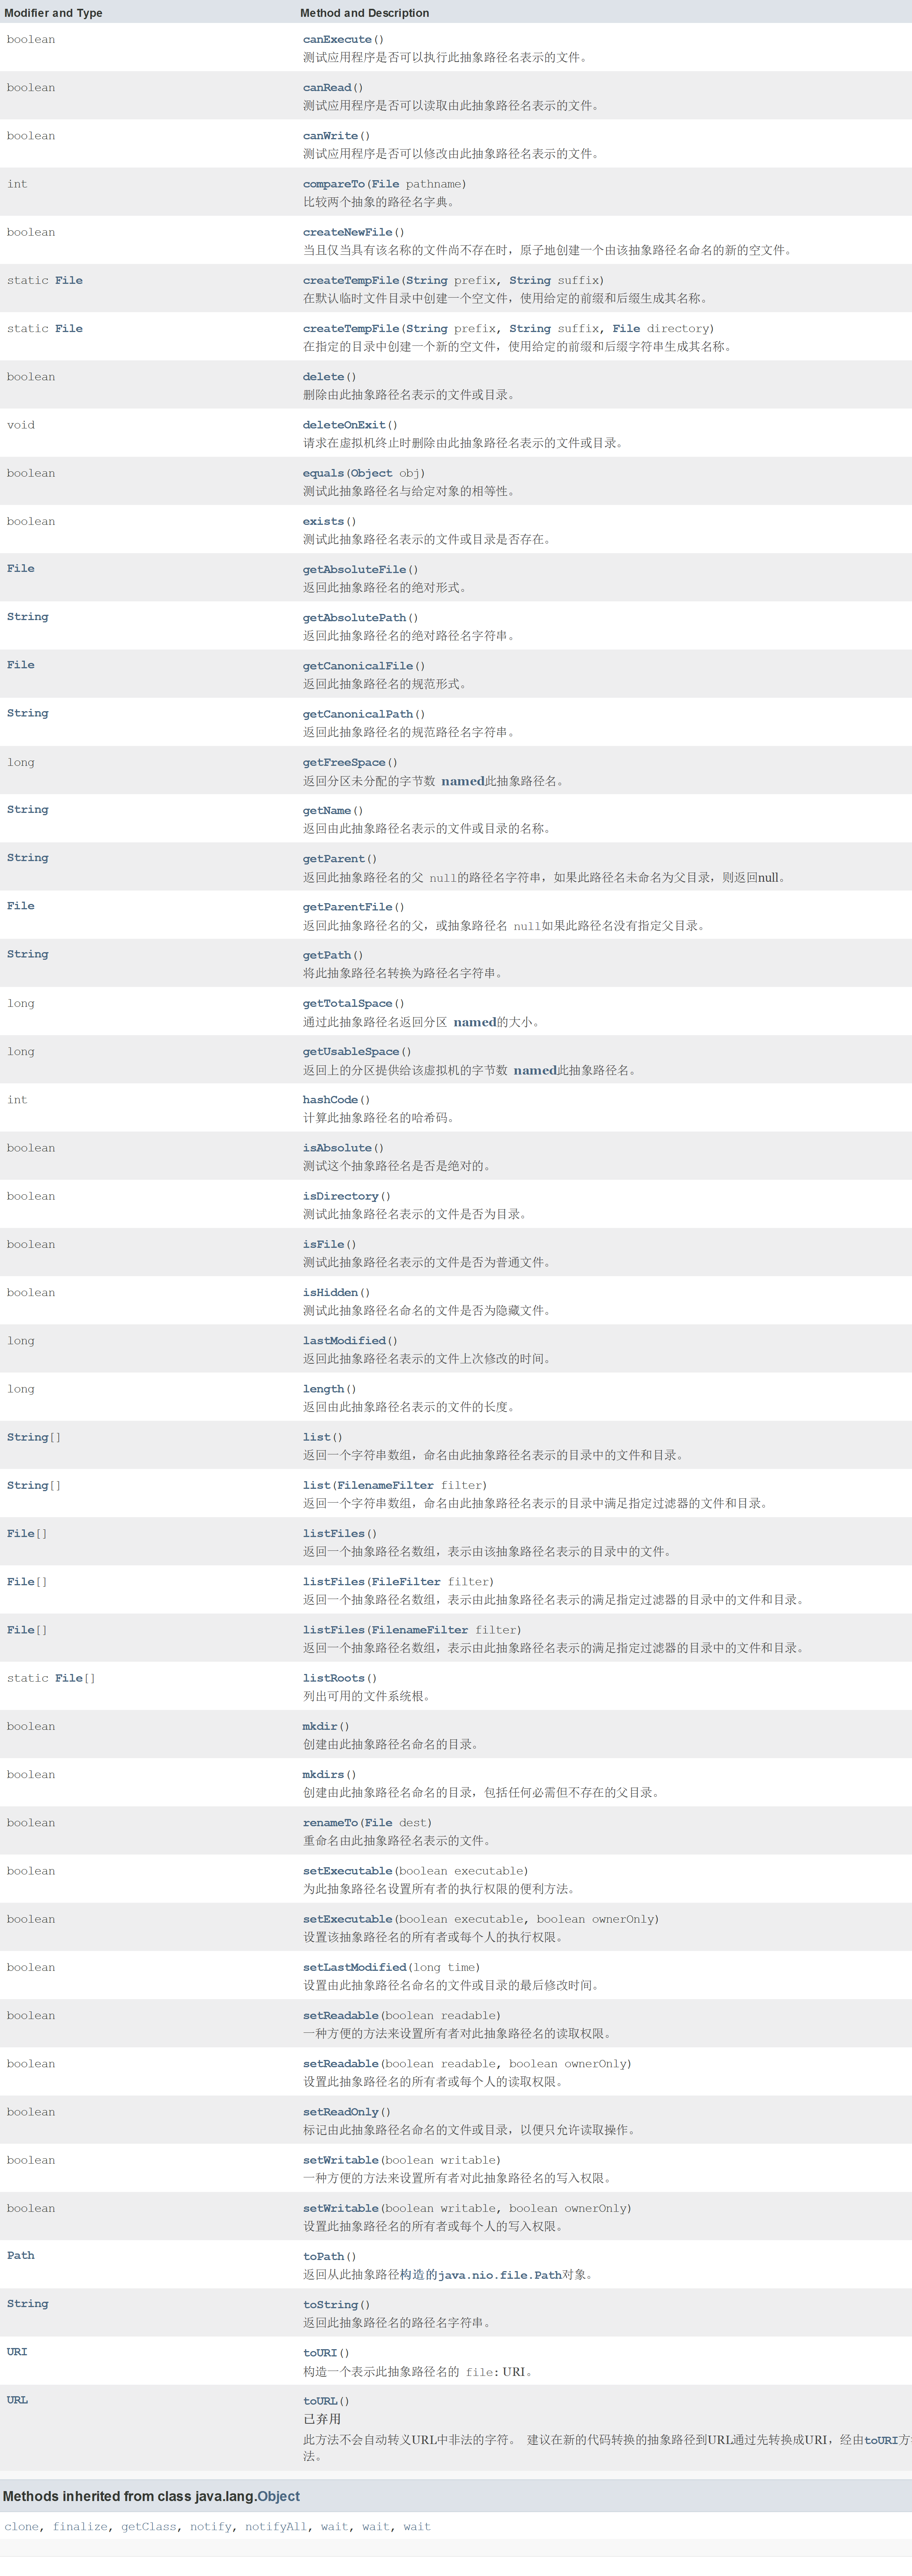 Modifier and Type Method and Description
boolean canExecute()
测试应用程序是否可以执行此抽象路径名表示的文件。
boolean canRead()
测试应用程序是否可以读取由此抽象路径名表示的文件。
boolean canWrite()
测试应用程序是否可以修改由此抽象路径名表示的文件。
int compareTo(File pathname)
比较两个抽象的路径名字典。
boolean createNewFile()
当且仅当具有该名称的文件尚不存在时，原子地创建一个由该抽象路径名命名的新的空文件。
static File createTempFile(String prefix, String suffix)
在默认临时文件目录中创建一个空文件，使用给定的前缀和后缀生成其名称。
static File createTempFile(String prefix, String suffix, File directory)
在指定的目录中创建一个新的空文件，使用给定的前缀和后缀字符串生成其名称。
boolean delete()
删除由此抽象路径名表示的文件或目录。
void deleteOnExit()
请求在虚拟机终止时删除由此抽象路径名表示的文件或目录。
boolean equals(Object obj)
测试此抽象路径名与给定对象的相等性。
boolean exists()
测试此抽象路径名表示的文件或目录是否存在。
File getAbsoluteFile()
返回此抽象路径名的绝对形式。
String getAbsolutePath()
返回此抽象路径名的绝对路径名字符串。
File getCanonicalFile()
返回此抽象路径名的规范形式。
String getCanonicalPath()
返回此抽象路径名的规范路径名字符串。
long getFreeSpace()
返回分区未分配的字节数 named此抽象路径名。
String getName()
返回由此抽象路径名表示的文件或目录的名称。
String getParent()
返回此抽象路径名的父 null的路径名字符串，如果此路径名未命名为父目录，则返回null。
File getParentFile()
返回此抽象路径名的父，或抽象路径名 null如果此路径名没有指定父目录。
String getPath()
将此抽象路径名转换为路径名字符串。
long getTotalSpace()
通过此抽象路径名返回分区 named的大小。
long getUsableSpace()
返回上的分区提供给该虚拟机的字节数 named此抽象路径名。
int hashCode()
计算此抽象路径名的哈希码。
boolean isAbsolute()
测试这个抽象路径名是否是绝对的。
boolean isDirectory()
测试此抽象路径名表示的文件是否为目录。
boolean isFile()
测试此抽象路径名表示的文件是否为普通文件。
boolean isHidden()
测试此抽象路径名命名的文件是否为隐藏文件。
long lastModified()
返回此抽象路径名表示的文件上次修改的时间。
long length()
返回由此抽象路径名表示的文件的长度。
String[] list()
返回一个字符串数组，命名由此抽象路径名表示的目录中的文件和目录。
String[] list(FilenameFilter filter)
返回一个字符串数组，命名由此抽象路径名表示的目录中满足指定过滤器的文件和目录。
File[] listFiles()
返回一个抽象路径名数组，表示由该抽象路径名表示的目录中的文件。
File[] listFiles(FileFilter filter)
返回一个抽象路径名数组，表示由此抽象路径名表示的满足指定过滤器的目录中的文件和目录。
File[] listFiles(FilenameFilter filter)
返回一个抽象路径名数组，表示由此抽象路径名表示的满足指定过滤器的目录中的文件和目录。
static File[] listRoots()
列出可用的文件系统根。
boolean mkdir()
创建由此抽象路径名命名的目录。
boolean mkdirs()
创建由此抽象路径名命名的目录，包括任何必需但不存在的父目录。
boolean renameTo(File dest)
重命名由此抽象路径名表示的文件。
boolean setExecutable(boolean executable)
为此抽象路径名设置所有者的执行权限的便利方法。
boolean setExecutable(boolean executable, boolean ownerOnly)
设置该抽象路径名的所有者或每个人的执行权限。
boolean setLastModified(long time)
设置由此抽象路径名命名的文件或目录的最后修改时间。
boolean setReadable(boolean readable)
一种方便的方法来设置所有者对此抽象路径名的读取权限。
boolean setReadable(boolean readable, boolean ownerOnly)
设置此抽象路径名的所有者或每个人的读取权限。
boolean setReadOnly()
标记由此抽象路径名命名的文件或目录，以便只允许读取操作。
boolean setWritable(boolean writable)
一种方便的方法来设置所有者对此抽象路径名的写入权限。
boolean setWritable(boolean writable, boolean ownerOnly)
设置此抽象路径名的所有者或每个人的写入权限。
Path toPath()
返回从此抽象路径构造的java.nio.file.Path对象。
String toString()
返回此抽象路径名的路径名字符串。
URI toURI()
构造一个表示此抽象路径名的 file: URI。
URL toURL()
已弃用
此方法不会自动转义URL中非法的字符。 建议在新的代码转换的抽象路径到URL通过先转换成URI，经由toURI方
法。
Methods inherited from class java.lang.Object
clone, finalize, getClass, notify, notifyAll, wait, wait, wait